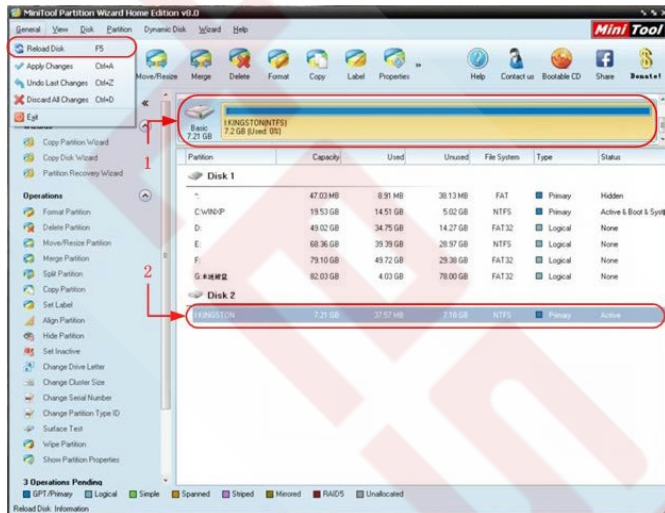 MiniTool Partition Wizard Home Edition v8.0
General View Disk Partition Dynamic Disk Wizard Help
Mini Tool
Reload Disk F5
Apply Changes Ctrl+A
Undo Last Changes Ctrl+Z
Discard All Changes Ctrl+D
Exit
Move/Resize Merge Delete Format Copy Label Properties » Help Contact us Bootable CD Share Donate!
Basic
7.21 GB
I:KINGSTON(NTFS)
7.2 GB (Used: 0%)
1
Copy Partition Wizard
Copy Disk Wizard
Partition Recovery Wizard
Operations
Format Partition
Delete Partition
Move/Resize Partition
Merge Partition
Split Partition
Copy Partition
Set Label
Align Partition
Hide Partition
Set Inactive
Change Drive Letter
Change Cluster Size
Change Serial Number
Change Partition Type ID
Surface Test
Wipe Partition
Show Partition Properties
3 Operations Pending
2
Partition Capacity Used Unused File System Type Status
Disk 1
*: 47.03 MB 8.91 MB 38.13 MB FAT Primary Hidden
C:WINXP 19.53 GB 14.51 GB 5.02 GB NTFS Primary Active & Boot & Syst
D: 49.02 GB 34.75 GB 14.27 GB FAT32 Logical None
E: 68.36 GB 39.39 GB 28.97 GB NTFS Logical None
F: 79.10 GB 49.72 GB 29.38 GB FAT32 Logical None
G: 82.03 GB 4.03 GB 78.00 GB FAT32 Logical None
Disk 2
I:KINGSTON 7.21 GB 37.57 MB 7.18 GB NTFS Primary Active
GPT/Primary Logical Simple Spanned Striped Mirrored RAID5 Unallocated
Reload Disk Information